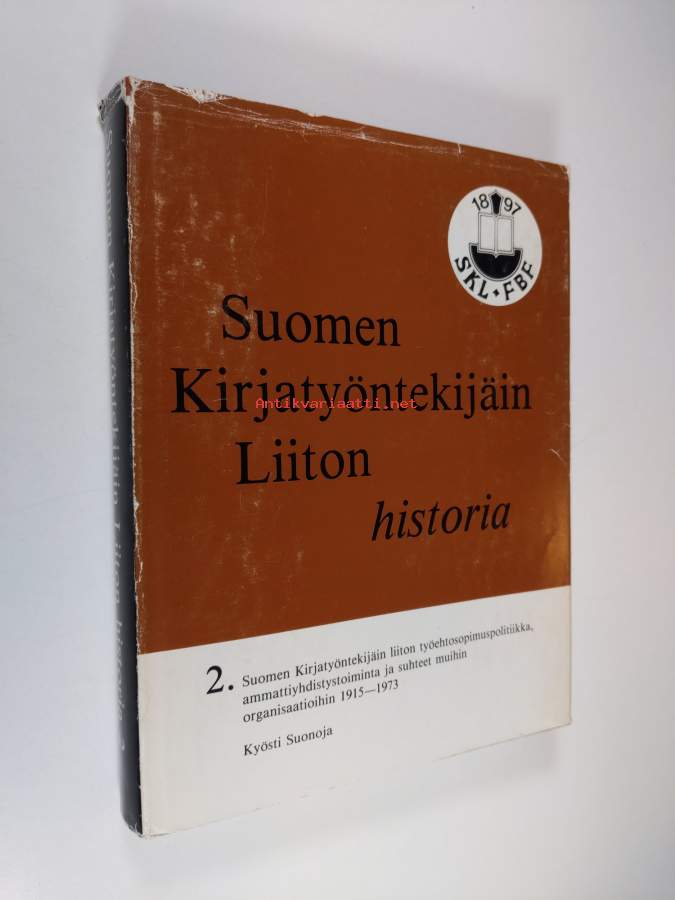 18 97
SKL • FBF
Suomen
Kirjatyöntekijäin
Liiton
historia
Antikvariaatti.net
2. Suomen Kirjatyöntekijäin liiton työehtosopimuspolitiikka,
ammattiyhdistystoiminta ja suhteet muihin
organisaatioihin 1915—1973
Kyösti Suonoja
Suomen Kirjatyöntekijäin Liiton historia 2